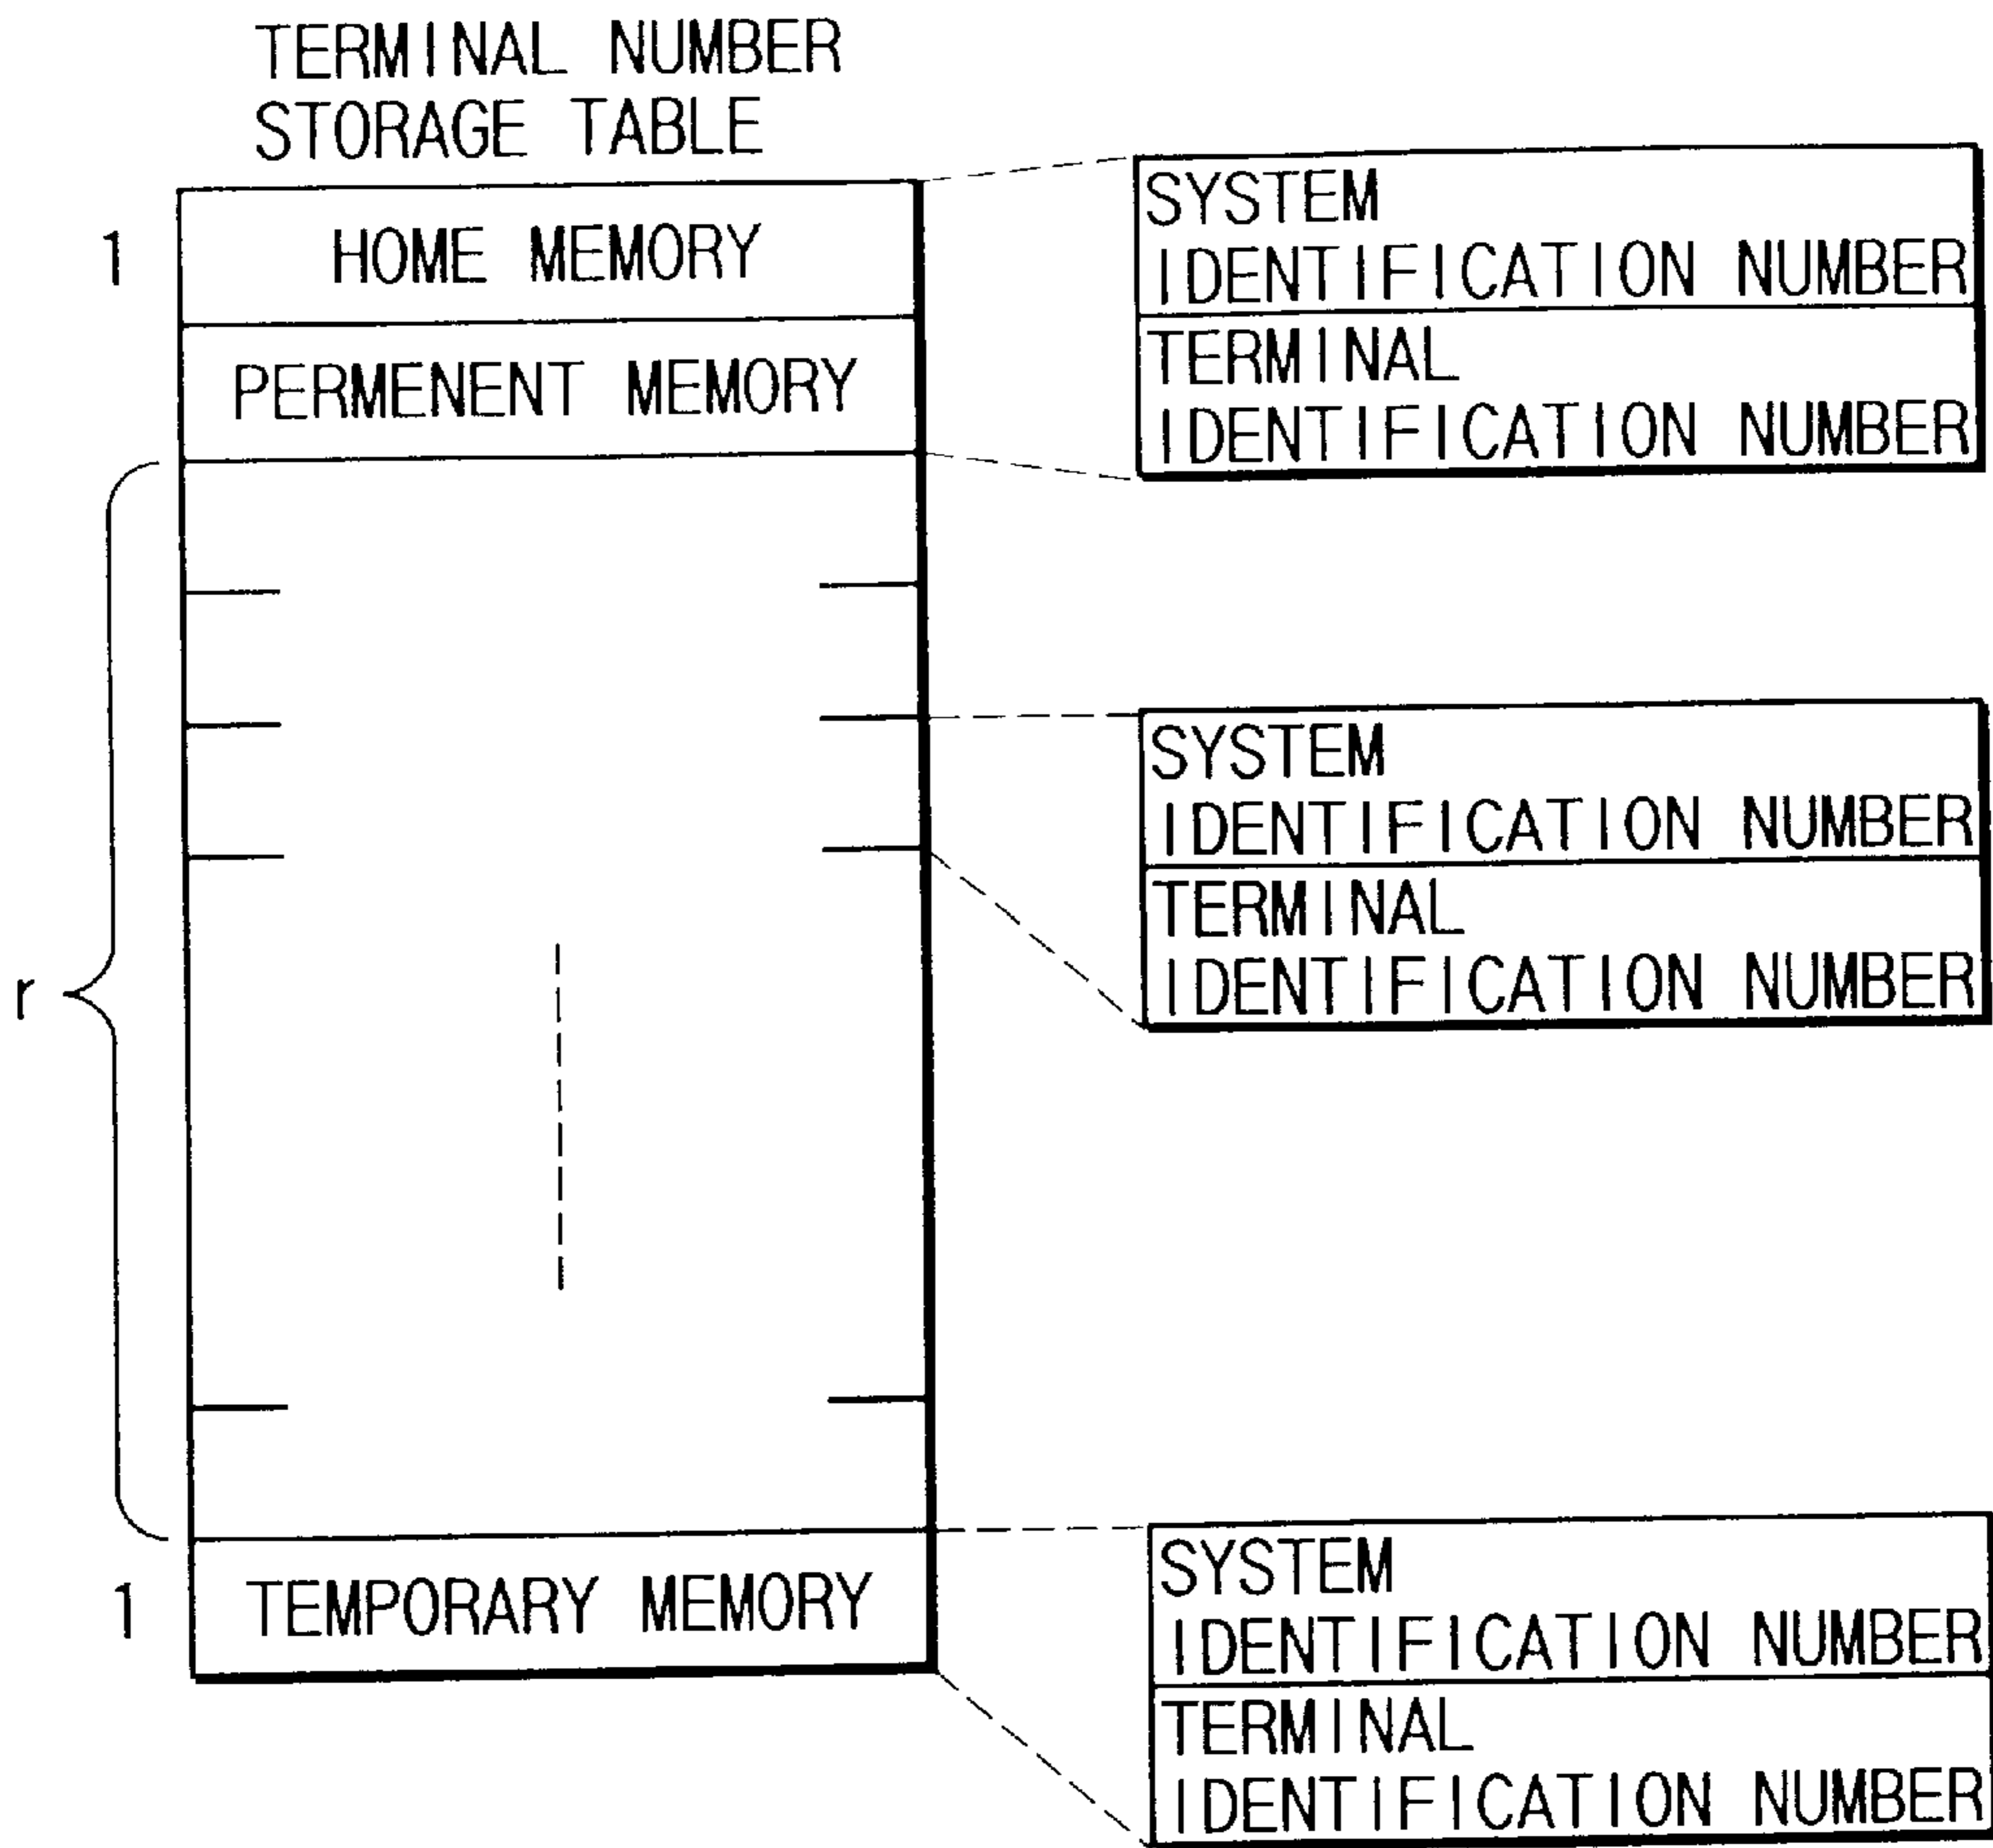 TERMINAL NUMBER
STORAGE TABLE
1
HOME MEMORY
PERMENENT MEMORY
r
1
TEMPORARY MEMORY
SYSTEM
IDENTIFICATION NUMBER
TERMINAL
IDENTIFICATION NUMBER
SYSTEM
IDENTIFICATION NUMBER
TERMINAL
IDENTIFICATION NUMBER
SYSTEM
IDENTIFICATION NUMBER
TERMINAL
IDENTIFICATION NUMBER